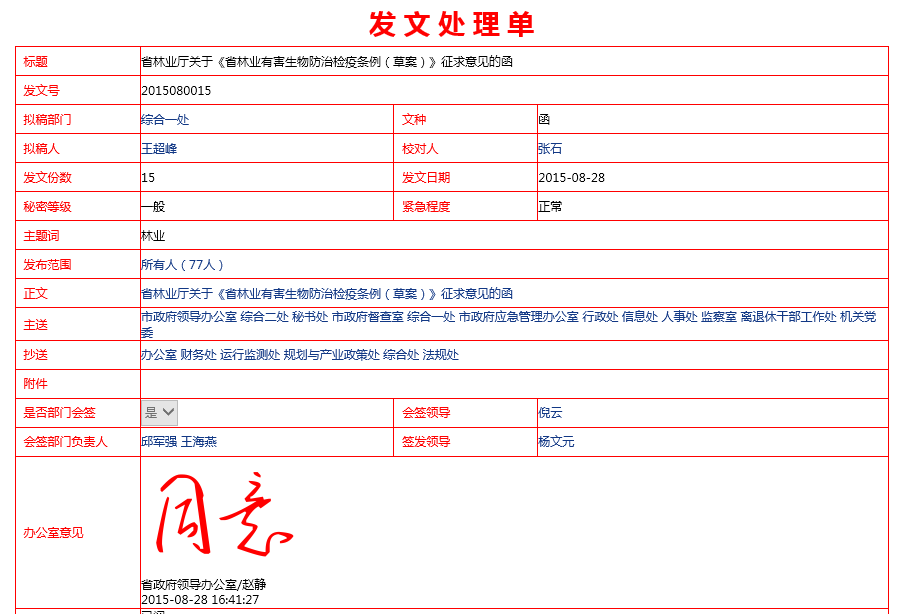 发文处理单
标题 省林业厅关于《省林业有害生物防治检疫条例（草案）》征求意见的函
发文号 2015080015
拟稿部门 综合一处 文种 函
拟稿人 王超峰 校对人 张石
发文份数 15 发文日期 2015-08-28
秘密等级 一般 紧急程度 正常
主题词 林业
发布范围 所有人（77人）
正文 省林业厅关于《省林业有害生物防治检疫条例（草案）》征求意见的函
主送 市政府领导办公室 综合二处 秘书处 市政府督查室 综合一处 市政府应急管理办公室 行政处 信息处 人事处 监察室 离退休干部工作处 机关党
委
抄送 办公室 财务处 运行监测处 规划与产业政策处 综合处 法规处
附件
是否部门会签 是 会签领导 倪云
会签部门负责人 邱军强 王海燕 签发领导 杨文元
同意
办公室意见
省政府领导办公室/赵静
2015-08-28 16:41:27